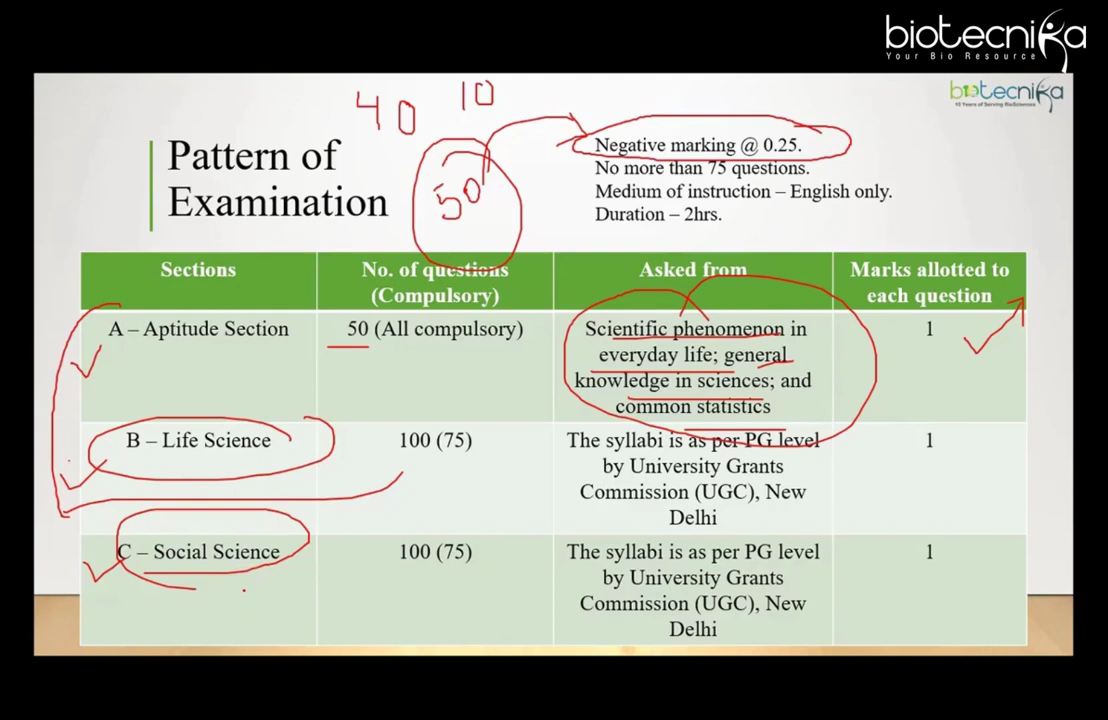 biotecnika
Your Bio Resource
biotecnika
10 Years of Serving BioSciences
40
10
50
Pattern of
Examination
Negative marking @ 0.25.
No more than 75 questions.
Medium of instruction – English only.
Duration – 2hrs.
Sections
No. of questions
(Compulsory)
Asked from
Marks allotted to
each question
A – Aptitude Section
50 (All compulsory)
Scientific phenomenon in
everyday life; general
knowledge in sciences; and
common statistics
1
B – Life Science
100 (75)
The syllabi is as per PG level
by University Grants
Commission (UGC), New
Delhi
1
C – Social Science
100 (75)
The syllabi is as per PG level
by University Grants
Commission (UGC), New
Delhi
1